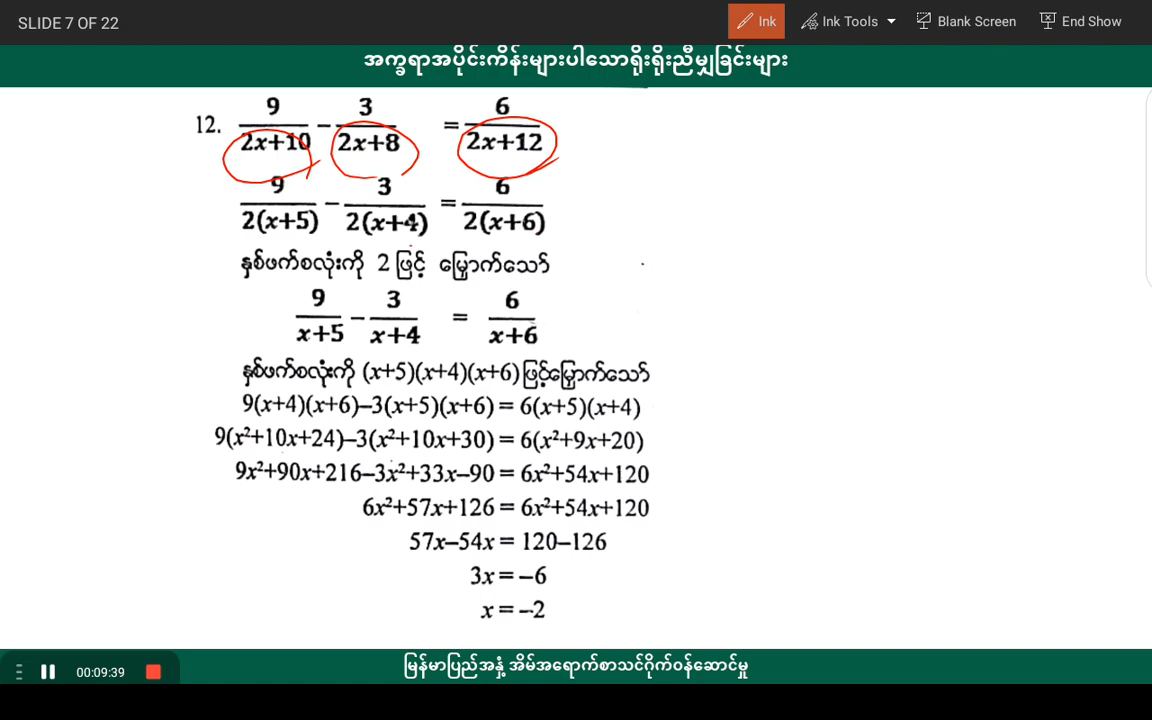 SLIDE 7 OF 22
Ink
Ink Tools
Blank Screen
End Show
အက္ခရာအပိုင်းကိန်းများပါသောရိုးရိုးညီမျှခြင်းများ
12. 9/(2x+10) – 3/(2x+8) = 6/(2x+12)
9/2(x+5) – 3/2(x+4) = 6/2(x+6)
နှစ်ဖက်စလုံးကို 2 ဖြင့် မြှောက်သော်
9/(x+5) – 3/(x+4) = 6/(x+6)
နှစ်ဖက်စလုံးကို (x+5)(x+4)(x+6) ဖြင့်မြှောက်သော်
9(x+4)(x+6)–3(x+5)(x+6) = 6(x+5)(x+4)
9(x²+10x+24)–3(x²+10x+30) = 6(x²+9x+20)
9x²+90x+216–3x²+33x–90 = 6x²+54x+120
6x²+57x+126 = 6x²+54x+120
57x–54x = 120–126
3x = –6
x = –2
မြန်မာပြည်အနှံ့ အိမ်အရောက်စာသင်ဂိုက်ဝန်ဆောင်မှု
00:09:39